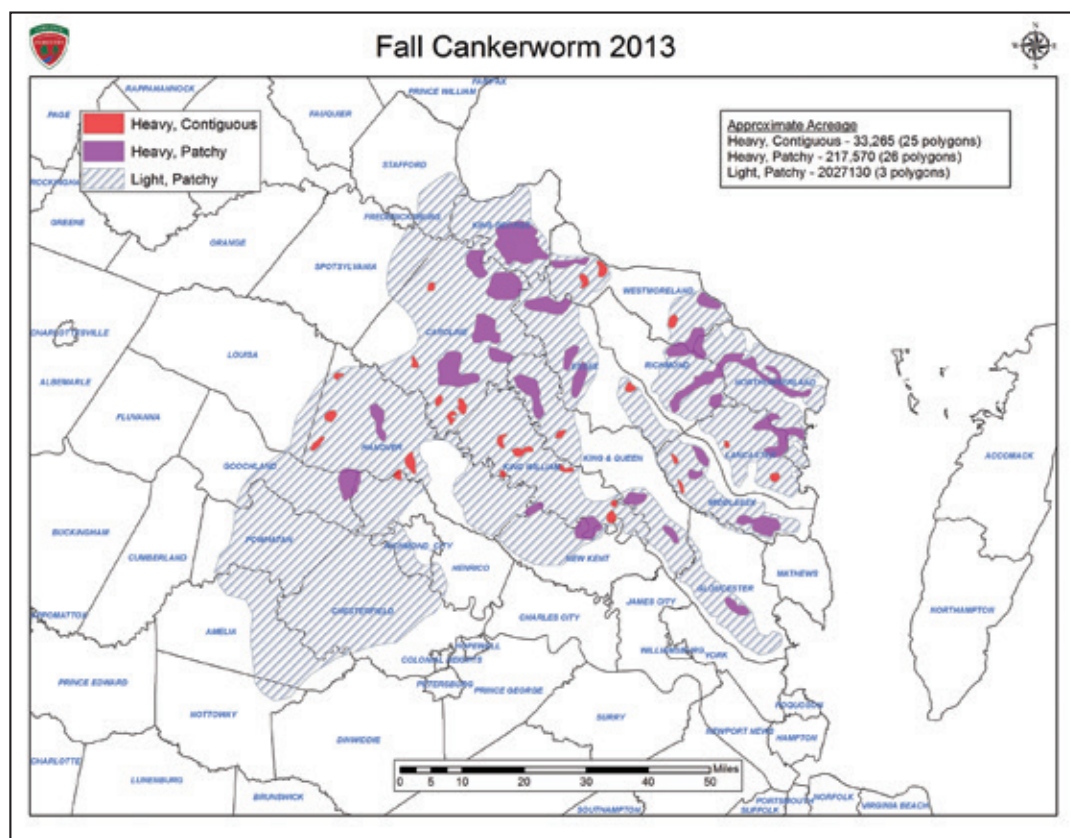 Fall Cankerworm 2013
N
W
E
S
Heavy, Contiguous
Heavy, Patchy
Light, Patchy
Approximate Acreage
Heavy, Contiguous - 33,265 (25 polygons)
Heavy, Patchy - 217,570 (26 polygons)
Light, Patchy - 2027130 (3 polygons)
FAIRFAX
RAPPAHANNOCK
PRINCE WILLIAM
PAGE
FAUQUIER
STAFFORD
ROCKINGHAM
GREENE
FREDERICKSBURG
KING GEORGE
ORANGE
SPOTSYLVANIA
WESTMORELAND
CHARLOTTESVILLE
CAROLINE
LOUISA
ESSEX
RICHMOND
ALBEMARLE
NORTHUMBERLAND
FLUVANNA
HANOVER
GOOCHLAND
KING WILLIAM
KING & QUEEN
LANCASTER
ACCOMACK
MIDDLESEX
BUCKINGHAM
POWHATAN
RICHMOND CITY
CUMBERLAND
HENRICO
NEW KENT
MATHEWS
GLOUCESTER
CHESTERFIELD
JAMES CITY
NORTHAMPTON
APPOMATTOX
AMELIA
CHARLES CITY
HOPEWELL
WILLIAMSBURG
YORK
COLONIAL HEIGHTS
PRINCE EDWARD
PETERSBURG
PRINCE GEORGE
NOTTOWAY
SURRY
POQUOSON
NEWPORT NEWS
HAMPTON
DINWIDDIE
CHARLOTTE
LUNENBURG
BRUNSWICK
Miles
0 5 10 20 30 40 50
SOUTHAMPTON
PORTSMOUTH
SUFFOLK
NORFOLK
VIRGINIA BEACH